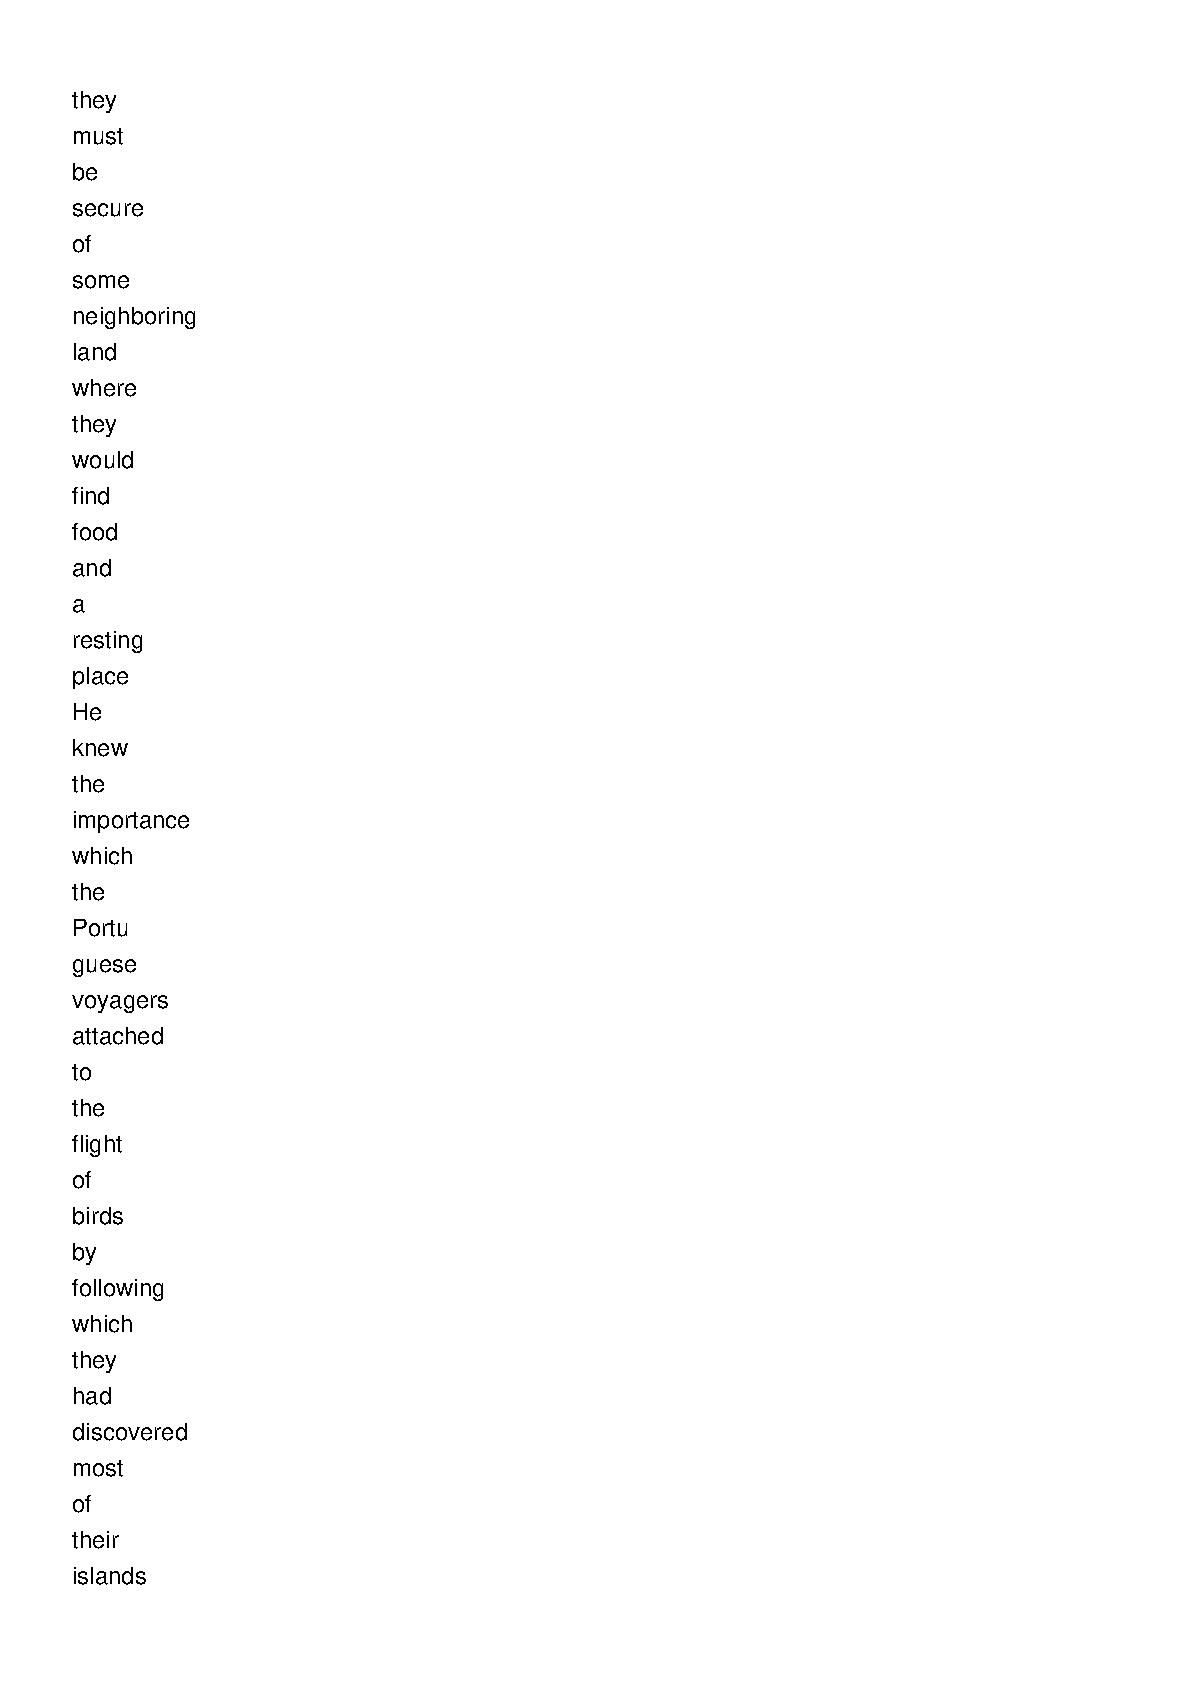 they
must
be
secure
of
some
neighboring
land
where
they
would
find
food
and
a
resting
place
He
knew
the
importance
which
the
Portu
guese
voyagers
attached
to
the
flight
of
birds
by
following
which
they
had
discovered
most
of
their
islands